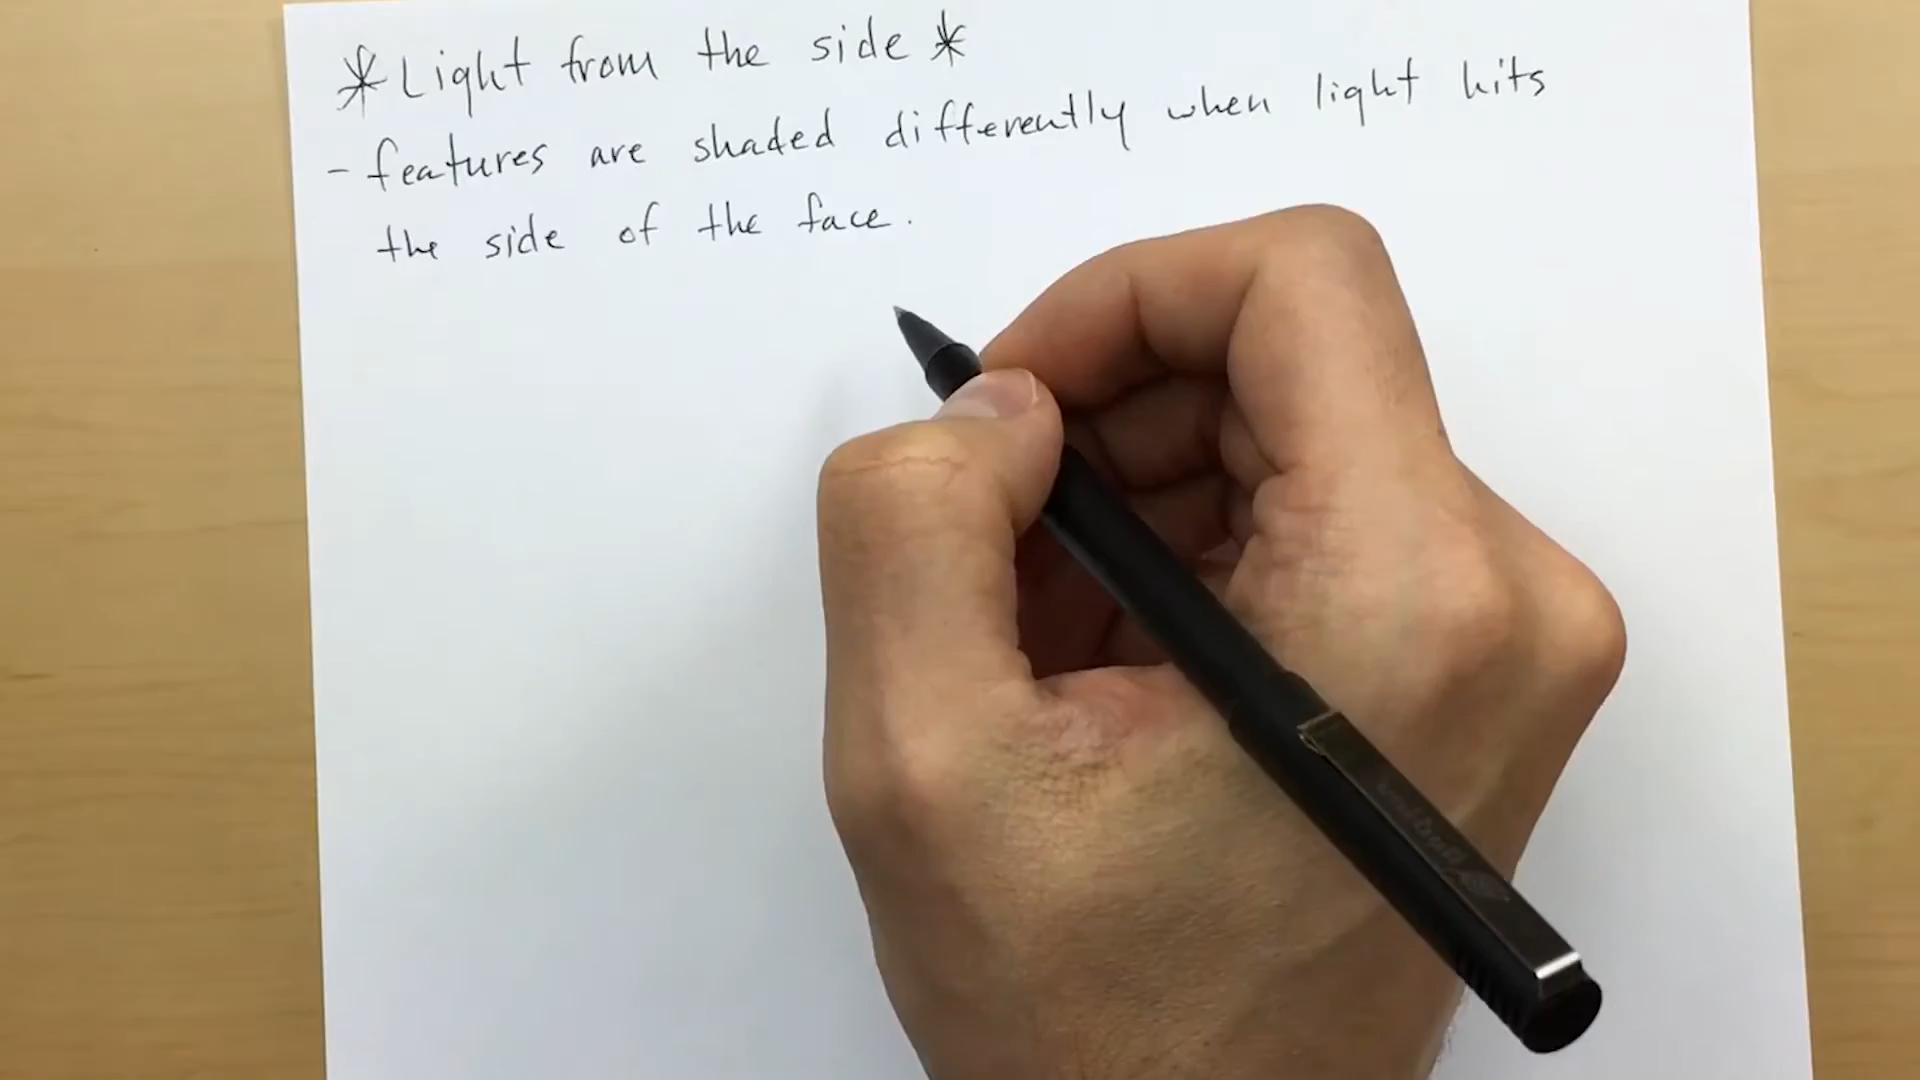 *Light from the side*
- features are shaded differently when light hits
the side of the face.